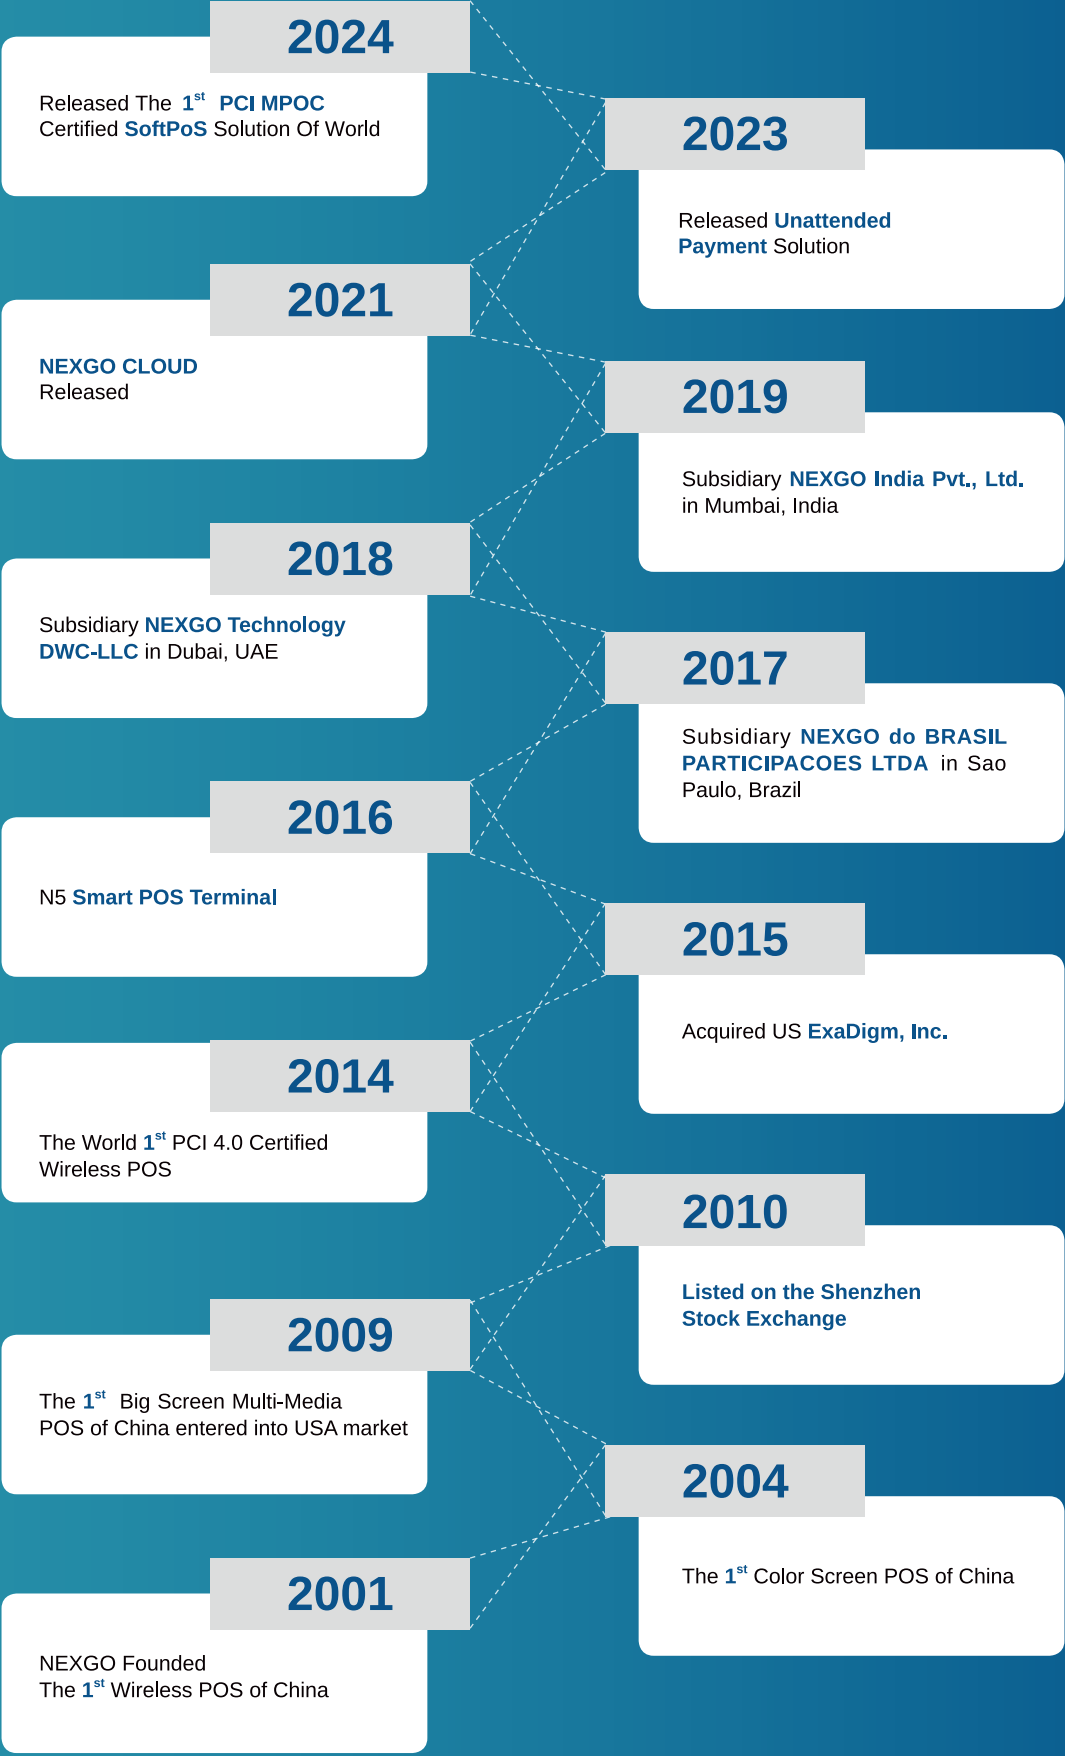 2024
Released The 1st PCI MPOC
Certified SoftPoS Solution Of World
2023
Released Unattended
Payment Solution
2021
NEXGO CLOUD
Released
2019
Subsidiary NEXGO India Pvt., Ltd.
in Mumbai, India
2018
Subsidiary NEXGO Technology
DWC-LLC in Dubai, UAE
2017
Subsidiary NEXGO do BRASIL
PARTICIPACOES LTDA in Sao
Paulo, Brazil
2016
N5 Smart POS Terminal
2015
Acquired US ExaDigm, Inc.
2014
The World 1st PCI 4.0 Certified
Wireless POS
2010
Listed on the Shenzhen
Stock Exchange
2009
The 1st Big Screen Multi-Media
POS of China entered into USA market
2004
The 1st Color Screen POS of China
2001
NEXGO Founded
The 1st Wireless POS of China